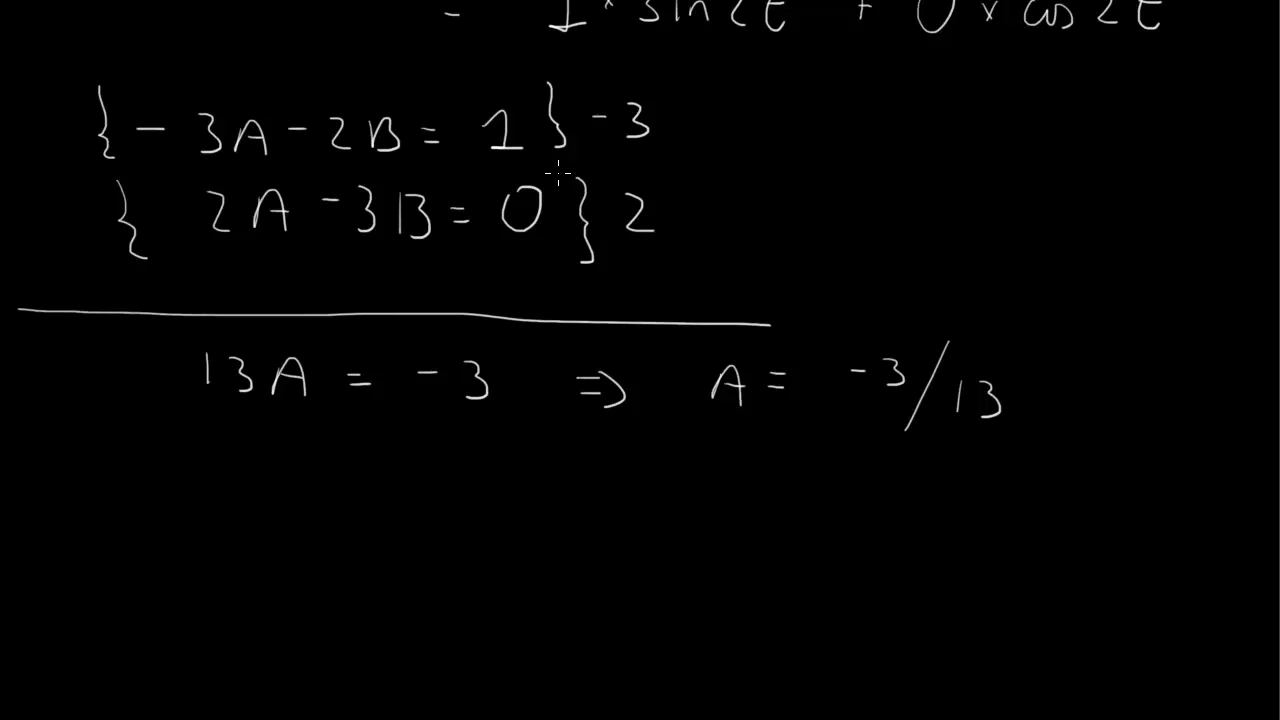 = 1 × sin 2t + 0 × cos 2t
{ - 3A - 2B = 1 } -3
{ 2A - 3B = 0 } 2
13A = -3 ⇒ A = -3/13